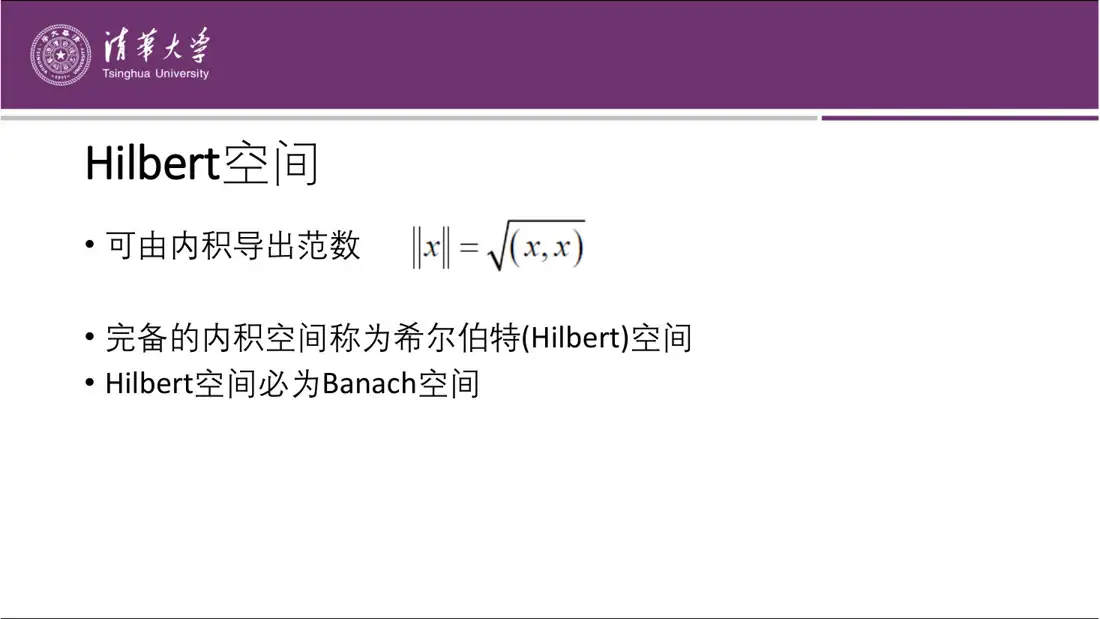 清华大学
Tsinghua University
Hilbert空间
• 可由内积导出范数 ‖x‖ = √(x, x)
• 完备的内积空间称为希尔伯特(Hilbert)空间
• Hilbert空间必为Banach空间